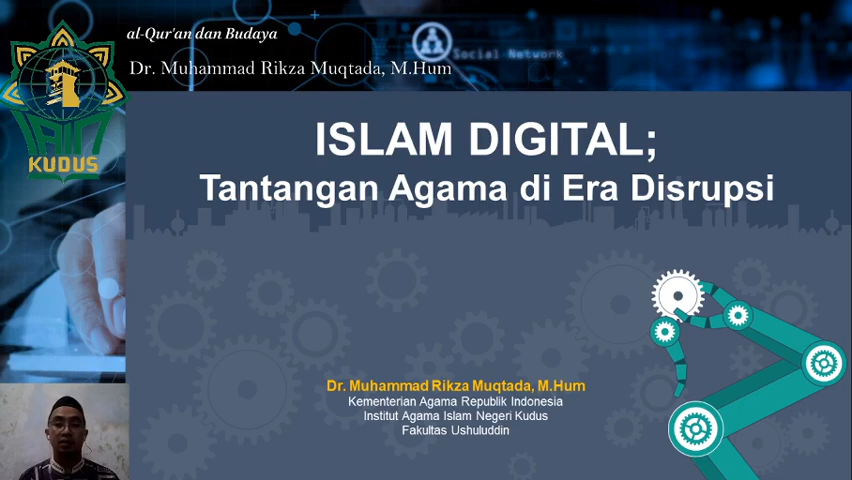 al-Qur'an dan Budaya
Dr. Muhammad Rikza Muqtada, M.Hum
Social Network
IAIN
KUDUS
ISLAM DIGITAL;
Tantangan Agama di Era Disrupsi
Dr. Muhammad Rikza Muqtada, M.Hum
Kementerian Agama Republik Indonesia
Institut Agama Islam Negeri Kudus
Fakultas Ushuluddin